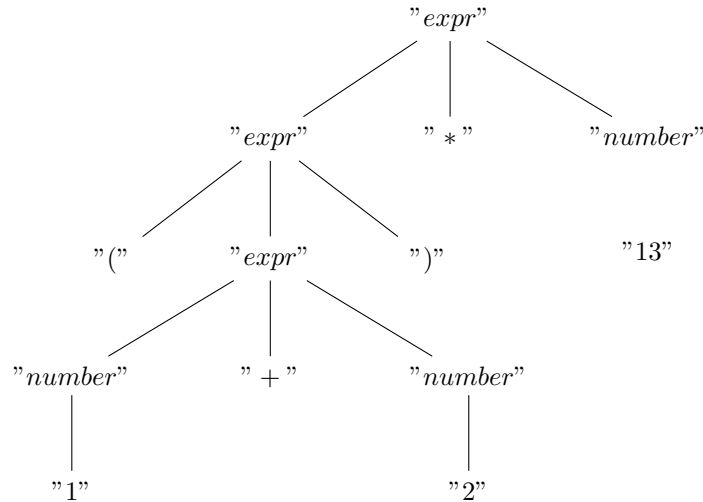 "expr"
"expr" " * " "number"
"(" "expr" ")" "13"
"number" " + " "number"
"1" "2"